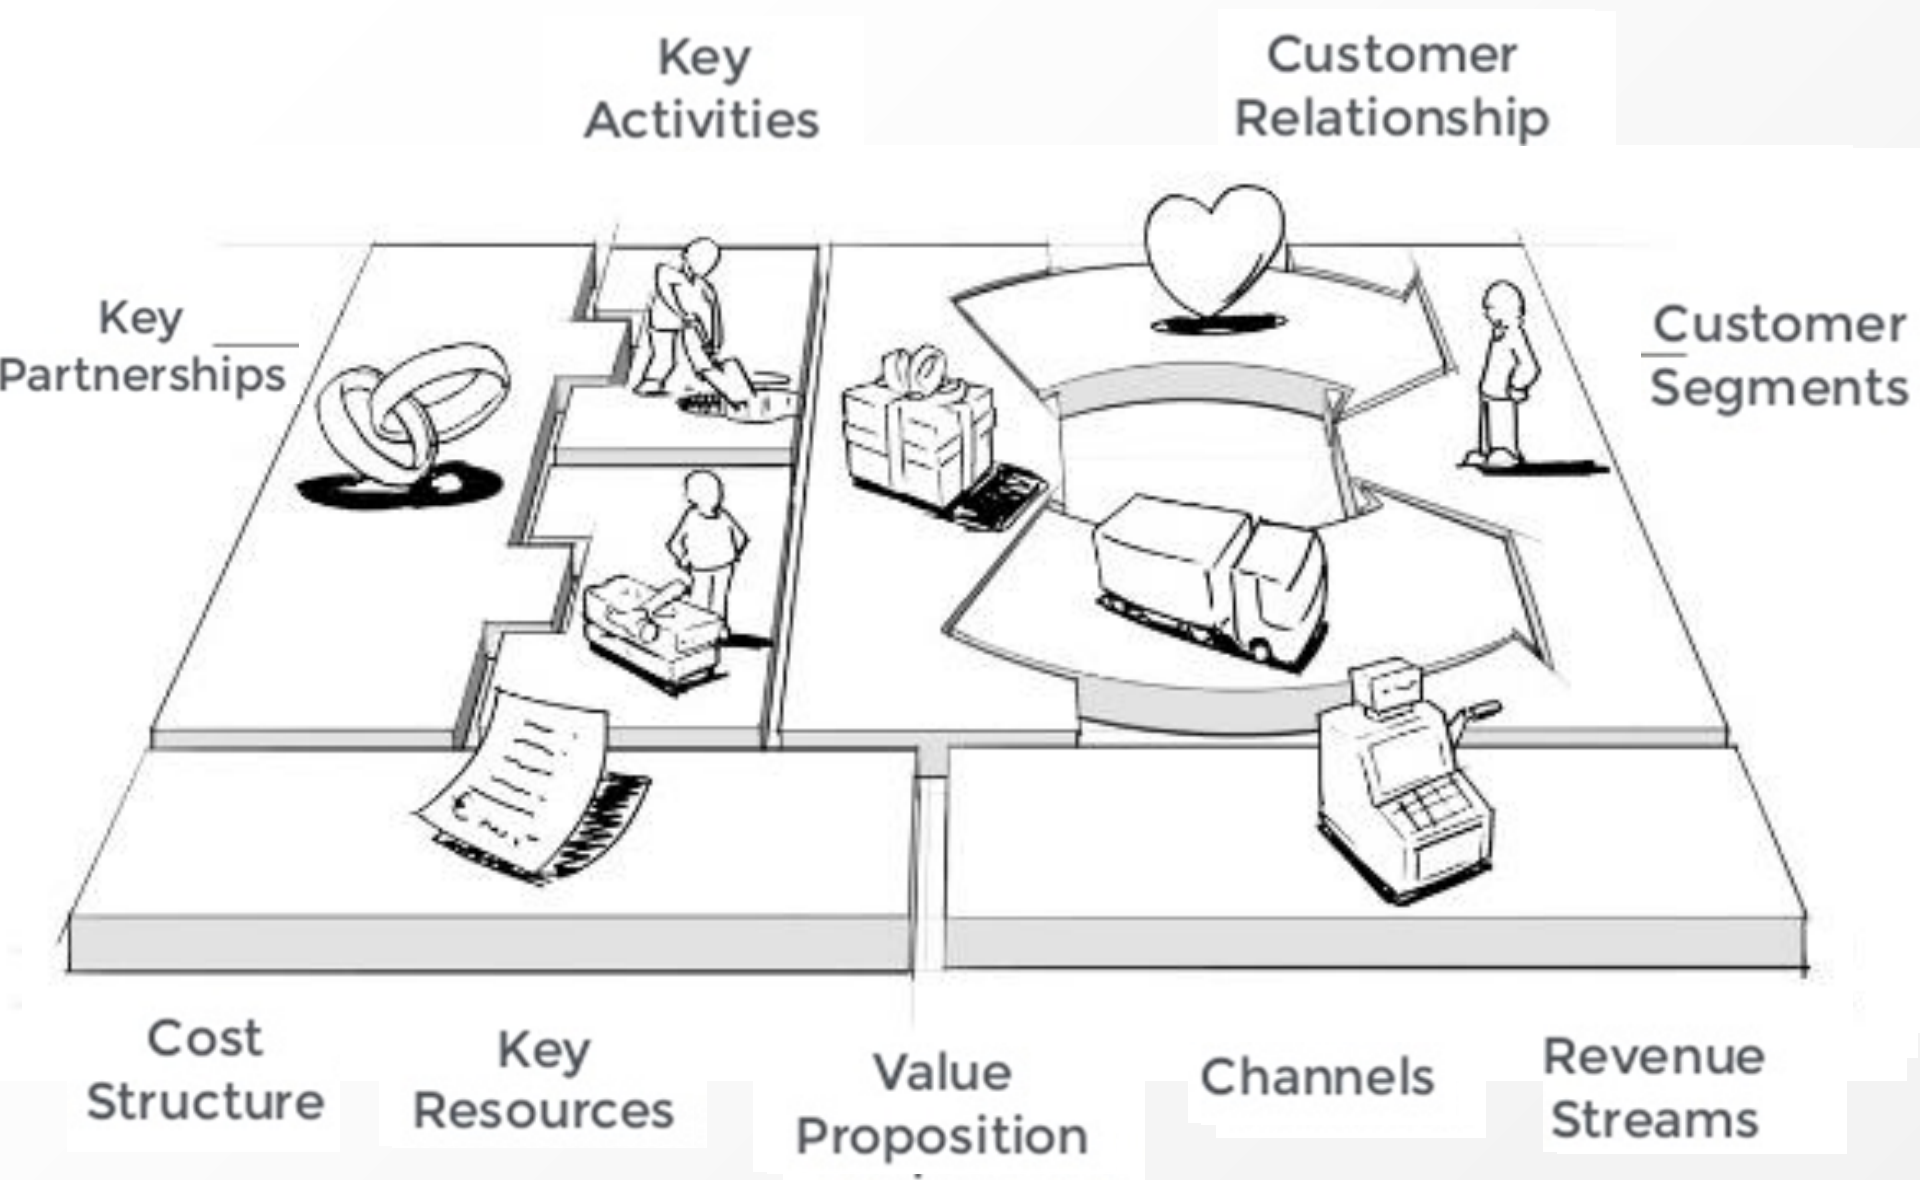 Key
Activities
Customer
Relationship
Key
Partnerships
Customer
Segments
Cost
Structure
Key
Resources
Value
Proposition
Channels
Revenue
Streams